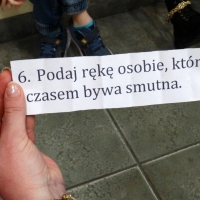 6. Podaj rękę osobie, któr
czasem bywa smutna.